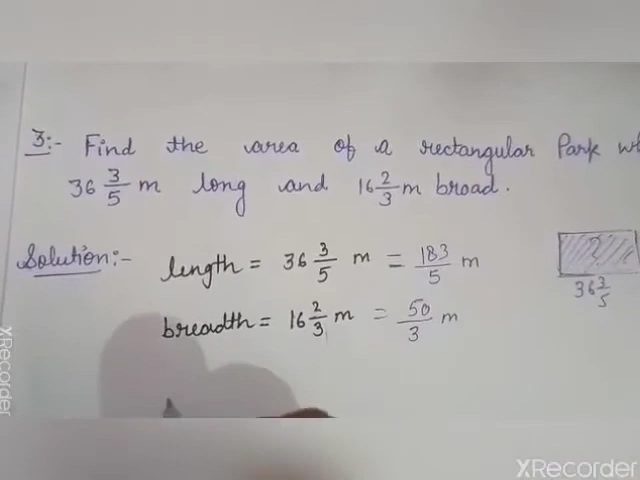 3:- Find the area of a rectangular Park
36 3/5 m long and 16 2/3 m broad.
Solution:- length = 36 3/5 m = 183/5 m
breadth = 16 2/3 m = 50/3 m
?
36 3/5
XRecorder
XRecorder